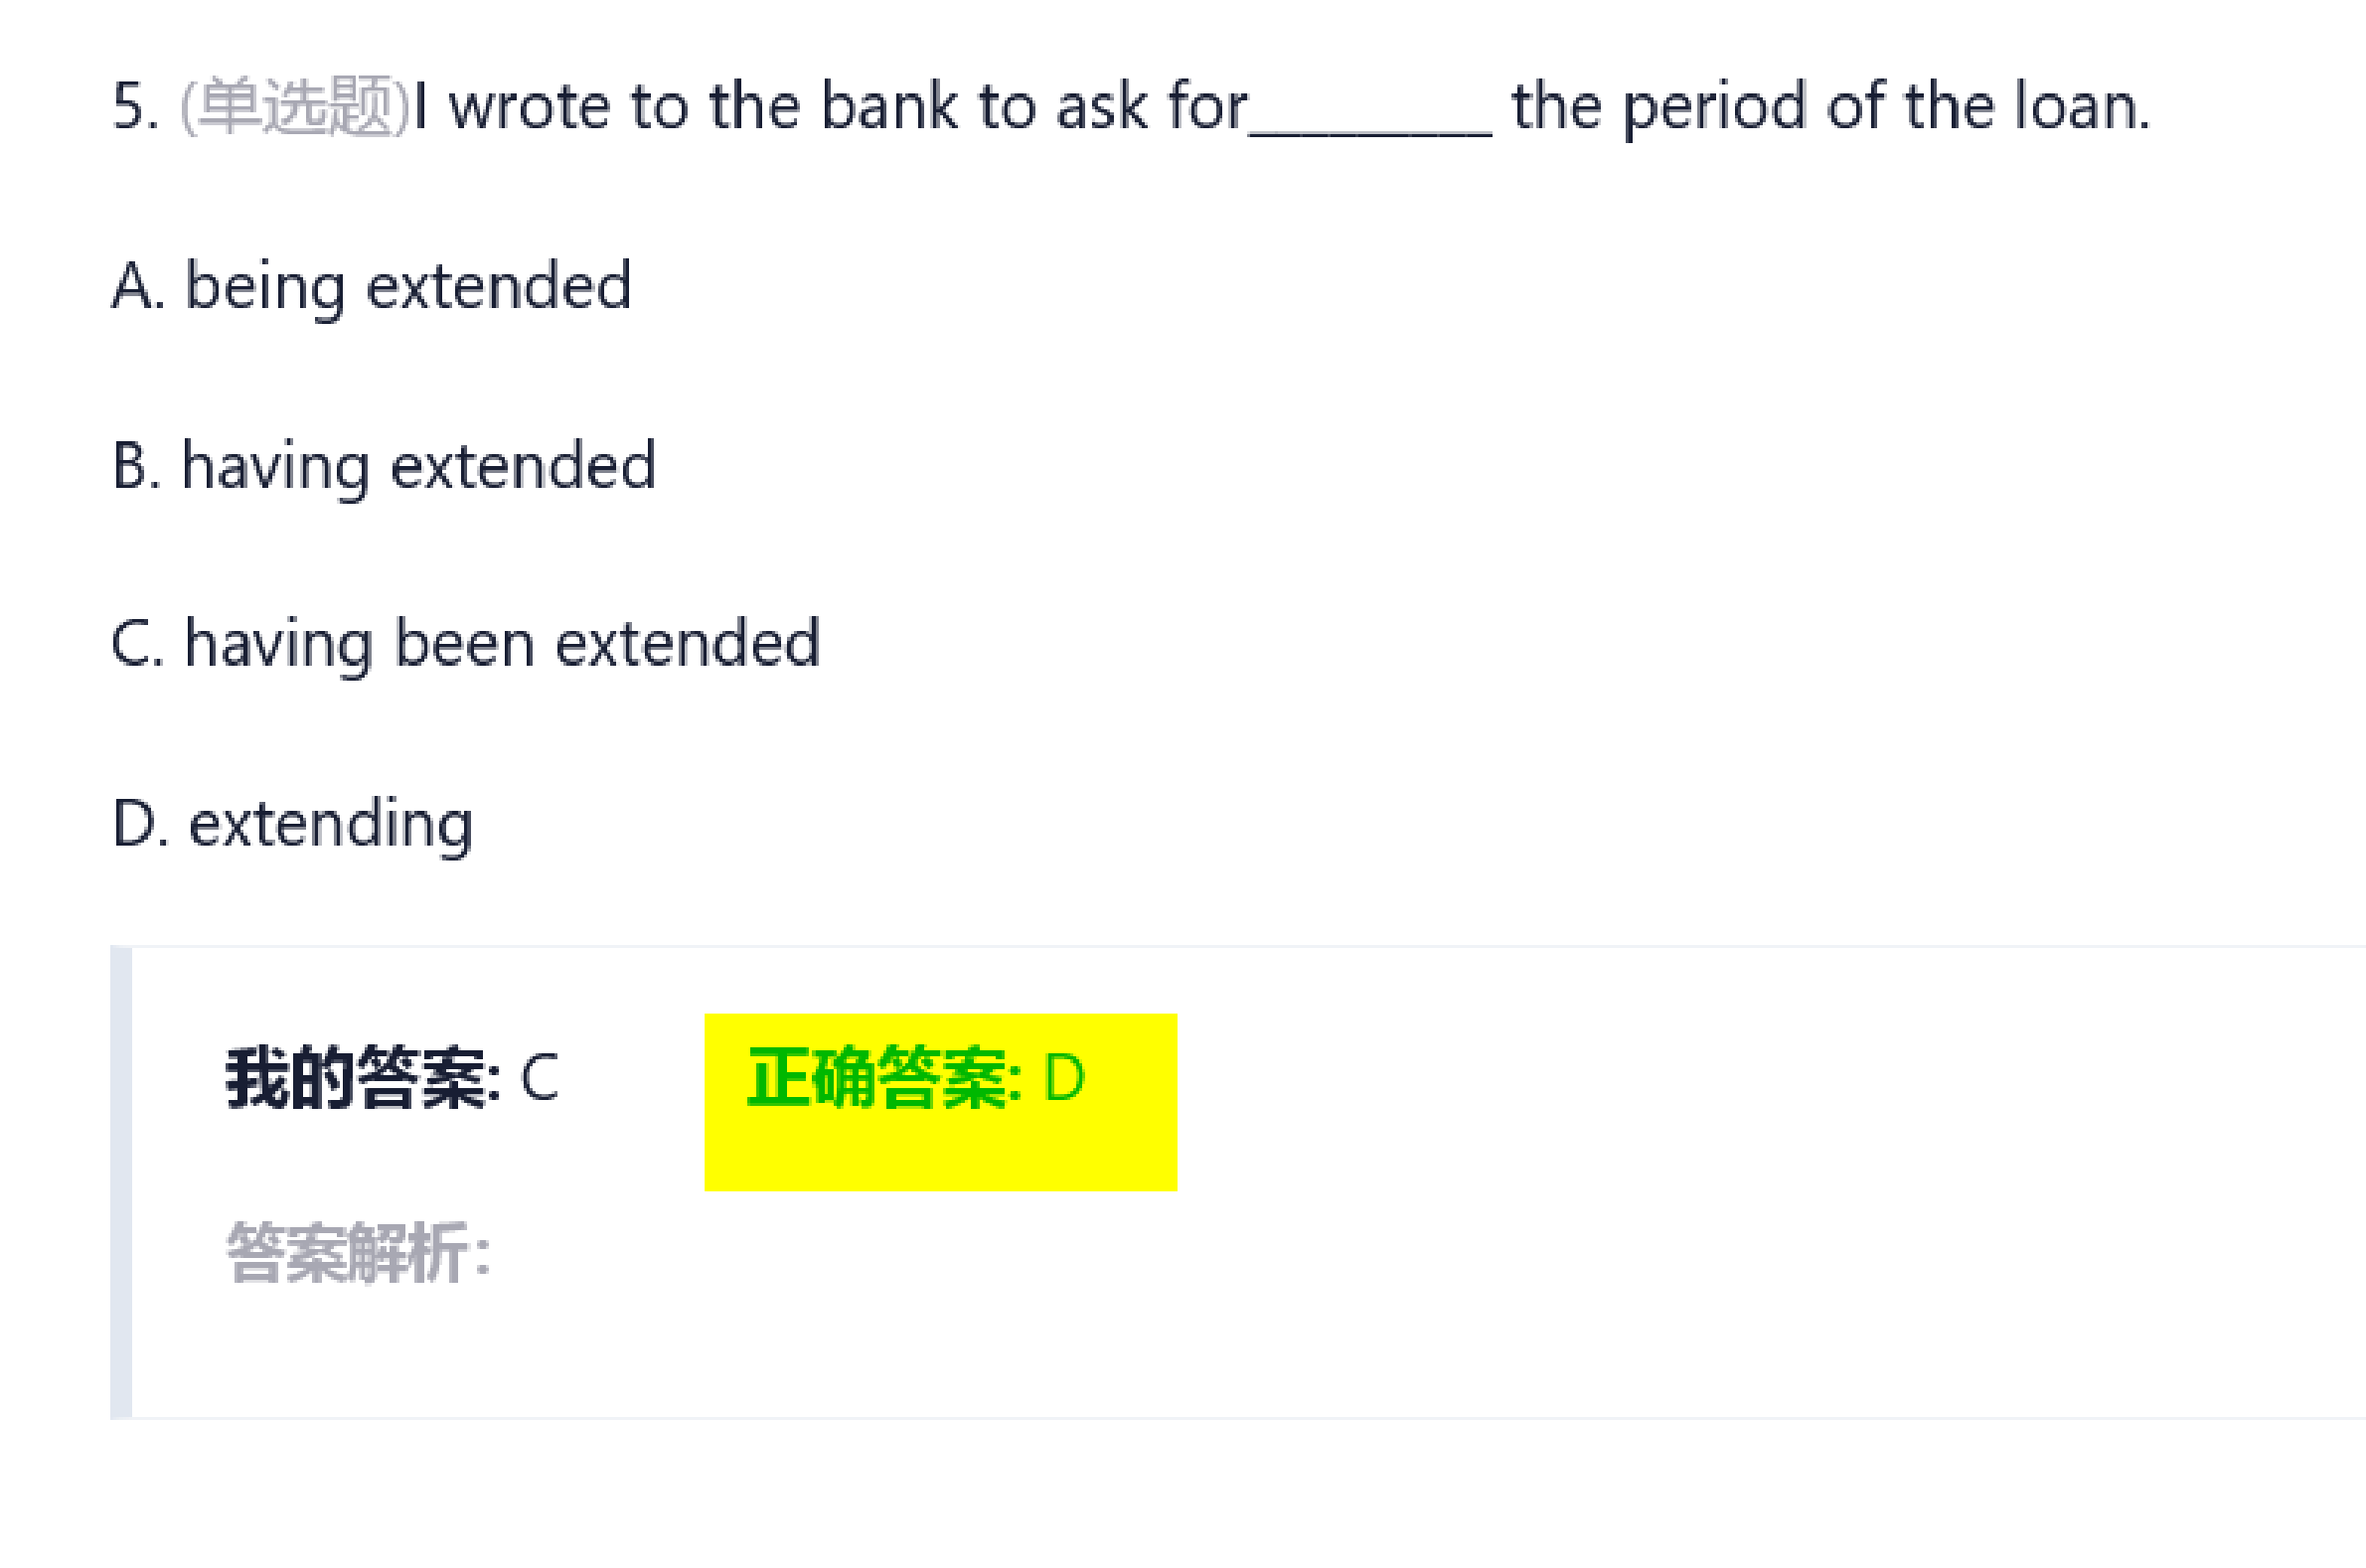 5. (单选题)I wrote to the bank to ask for_________ the period of the loan.
A. being extended
B. having extended
C. having been extended
D. extending
我的答案: C 正确答案: D
答案解析: